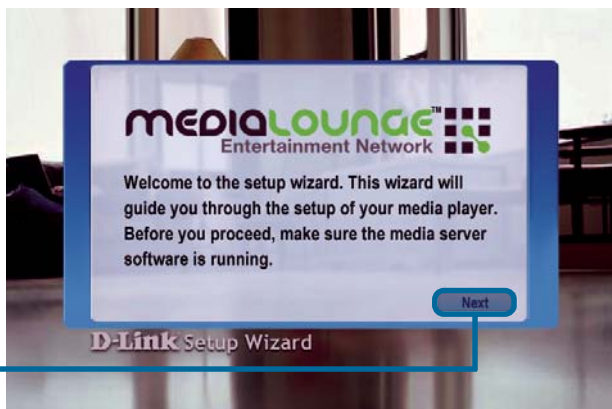 MEDIALOUNGE™
Entertainment Network
Welcome to the setup wizard. This wizard will
guide you through the setup of your media player.
Before you proceed, make sure the media server
software is running.
Next
D-Link Setup Wizard